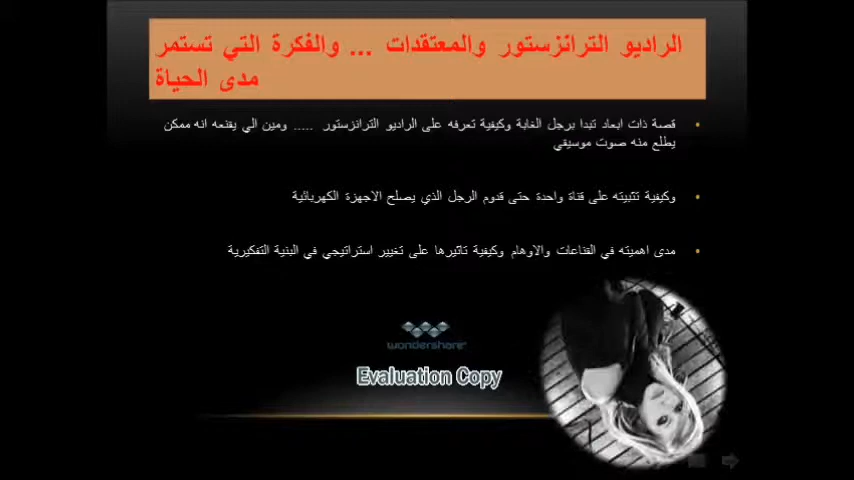 الراديو الترانزستور والمعتقدات ... والفكرة التي تستمر
مدى الحياة
قصة ذات ابعاد تبدا برجل الغابة وكيفية تعرفه على الراديو الترانزستور ..... ومين الي يقنعه انه ممكن
يطلع منه صوت موسيقي
وكيفية تثبيته على قناة واحدة حتى قدوم الرجل الذي يصلح الاجهزة الكهربائية
مدى اهميته في القناعات والاوهام وكيفية تاثيرها على تغيير استراتيجي في البنية التفكيرية
wondershare
Evaluation Copy